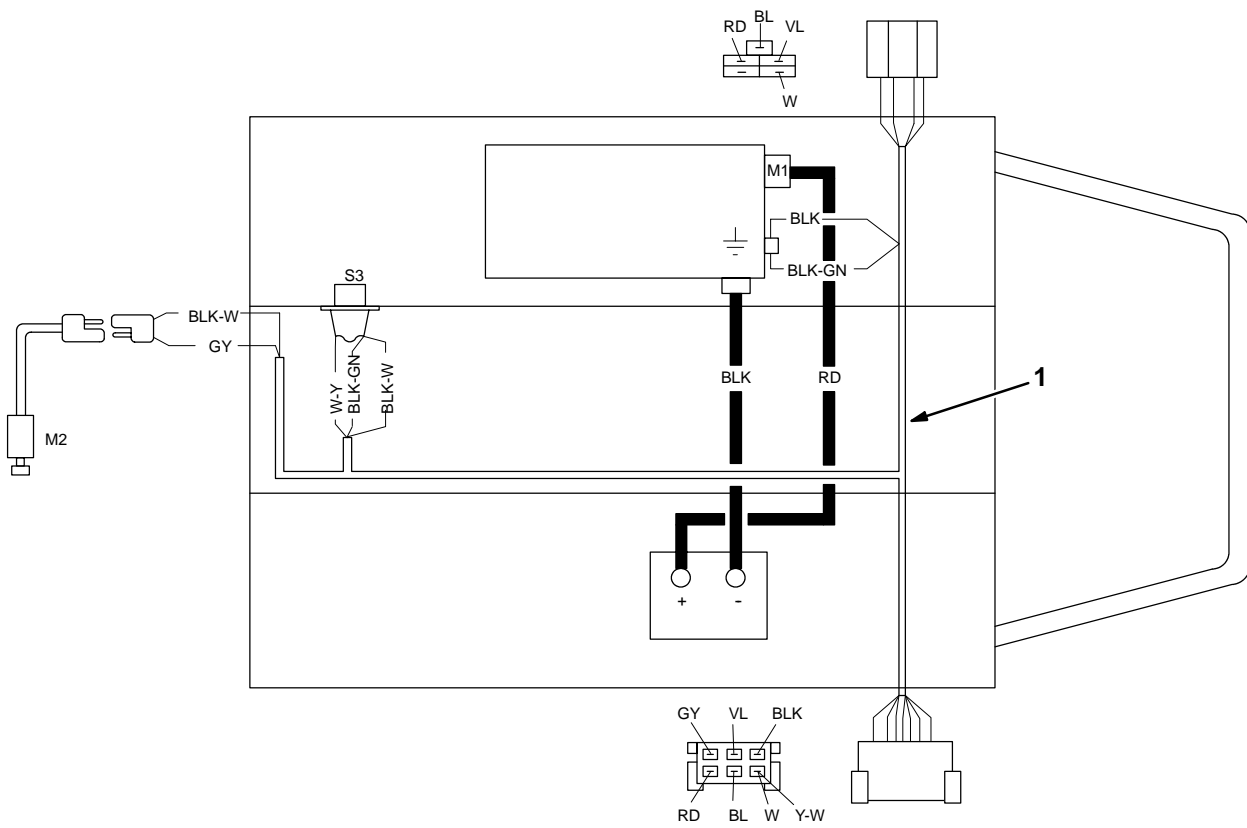 BL
RD VL
W
M1
BLK
BLK-GN
S3
BLK-W
GY
W-Y
BLK-GN
BLK-W
BLK
RD
1
M2
+ -
GY VL BLK
RD BL W Y-W